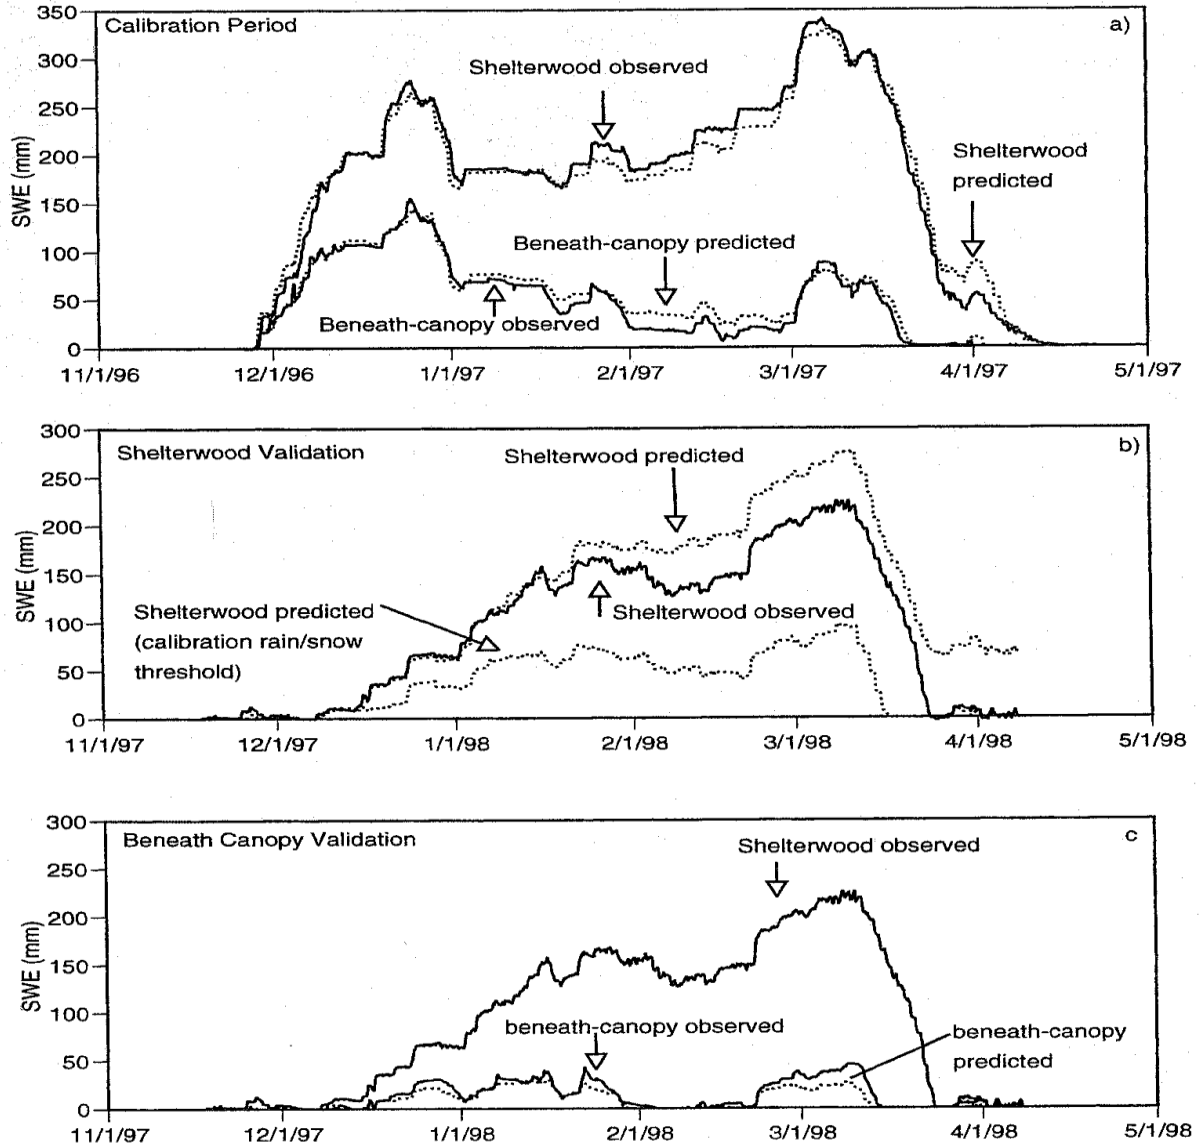 Calibration Period
a)
350
300
250
200
150
100
50
0
SWE (mm)
Shelterwood observed
Shelterwood
predicted
Beneath-canopy predicted
Beneath-canopy observed
11/1/96
12/1/96
1/1/97
2/1/97
3/1/97
4/1/97
5/1/97
Shelterwood Validation
b)
300
250
200
150
100
50
0
SWE (mm)
Shelterwood predicted
Shelterwood observed
Shelterwood predicted
(calibration rain/snow
threshold)
11/1/97
12/1/97
1/1/98
2/1/98
3/1/98
4/1/98
5/1/98
Beneath Canopy Validation
c
300
250
200
150
100
50
0
SWE (mm)
Shelterwood observed
beneath-canopy observed
beneath-canopy
predicted
11/1/97
12/1/97
1/1/98
2/1/98
3/1/98
4/1/98
5/1/98